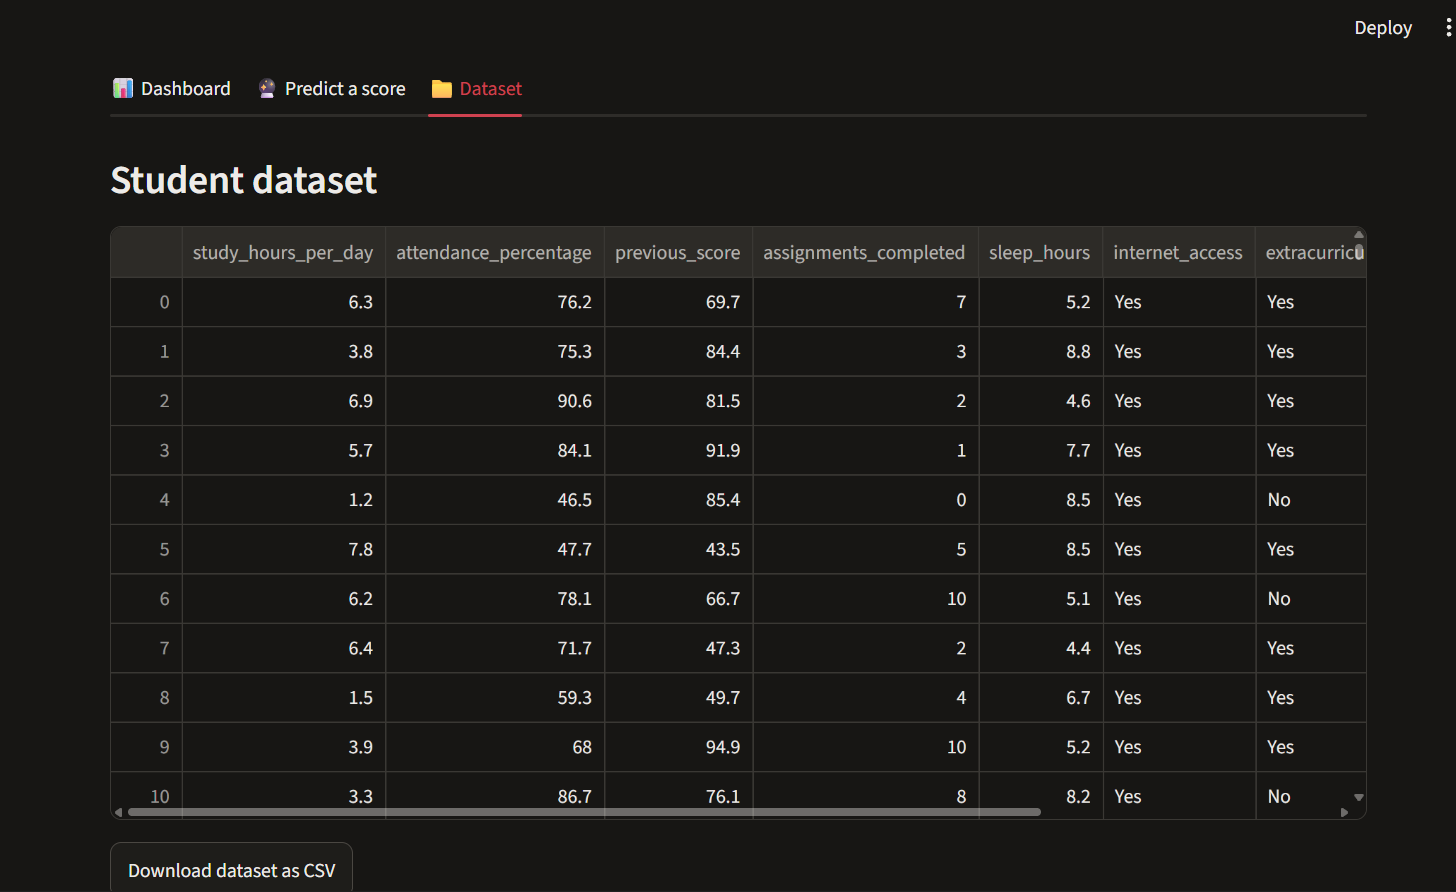 Deploy
Dashboard Predict a score Dataset
Student dataset
study_hours_per_day attendance_percentage previous_score assignments_completed sleep_hours internet_access extracurricu
0 6.3 76.2 69.7 7 5.2 Yes Yes
1 3.8 75.3 84.4 3 8.8 Yes Yes
2 6.9 90.6 81.5 2 4.6 Yes Yes
3 5.7 84.1 91.9 1 7.7 Yes Yes
4 1.2 46.5 85.4 0 8.5 Yes No
5 7.8 47.7 43.5 5 8.5 Yes Yes
6 6.2 78.1 66.7 10 5.1 Yes No
7 6.4 71.7 47.3 2 4.4 Yes Yes
8 1.5 59.3 49.7 4 6.7 Yes Yes
9 3.9 68 94.9 10 5.2 Yes Yes
10 3.3 86.7 76.1 8 8.2 Yes No
Download dataset as CSV